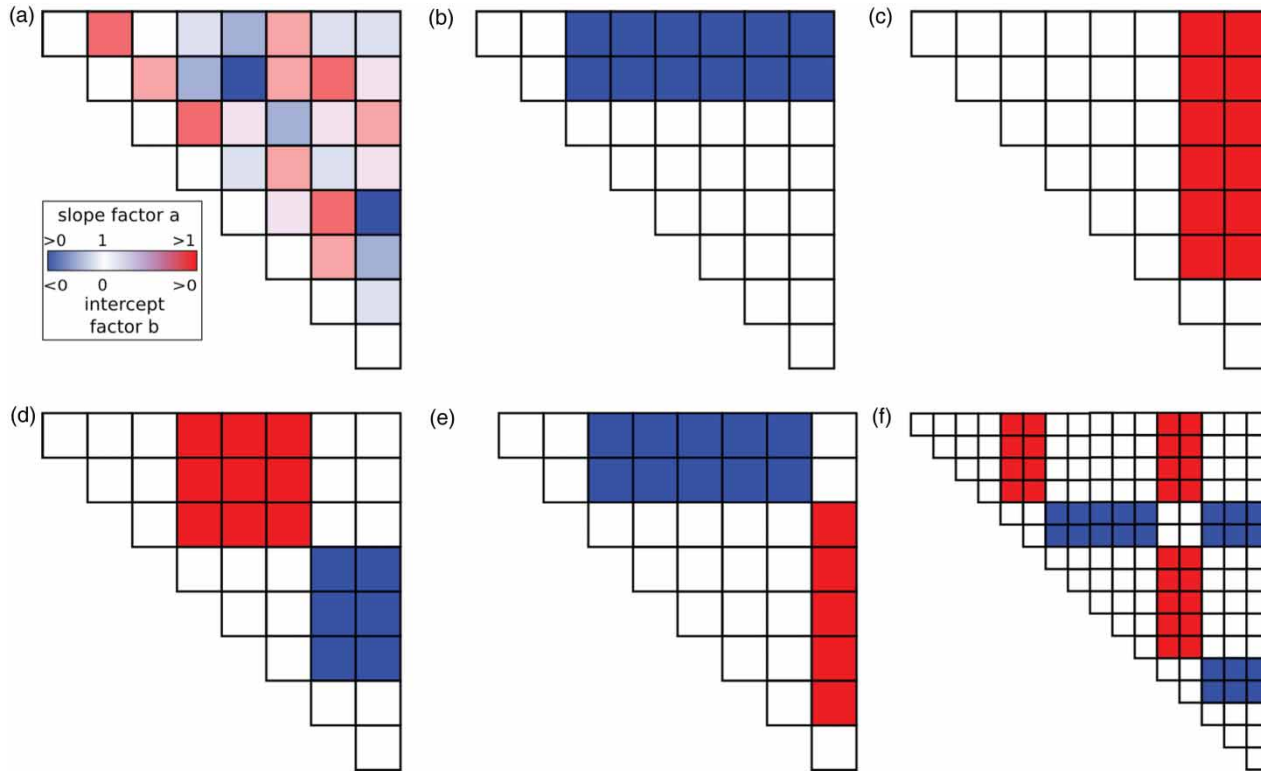 (a)
(b)
(c)
slope factor a
>0 1 >1
<0 0 >0
intercept
factor b
(d)
(e)
(f)